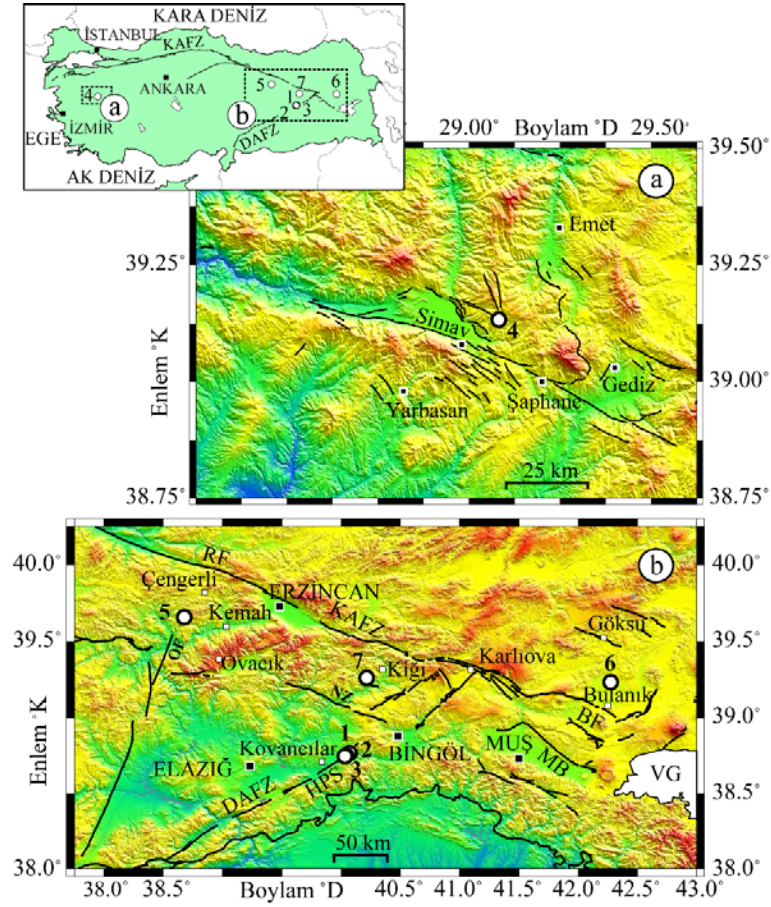 KARA DENİZ
İSTANBUL
KAFZ
ANKARA
5
7
6
4
1
a
b
2
3
İZMİR
EGE
DAFZ
AK DENİZ
29.00°
Boylam °D
29.50°
39.50°
a
Emet
39.25°
39.25°
Simav
4
Enlem °K
39.00°
39.00°
Gediz
Şaphane
Yarbasan
25 km
38.75°
38.75°
40.0°
40.0°
RF
b
Çengerli
ERZİNCAN
5
Kemah
KAFZ
Göksu
39.5°
39.5°
OF
Ovacık
7
Kiğı
Karlıova
6
NZ
Bulanık
Enlem °K
39.0°
39.0°
BF
1
Kovancılar
2
BİNGÖL
MUŞ
ELAZIĞ
3
MB
VG
DAFZ
HPS
38.5°
38.5°
50 km
38.0°
38.0°
38.0°
38.5°
Boylam °D
40.5°
41.0°
41.5°
42.0°
42.5°
43.0°